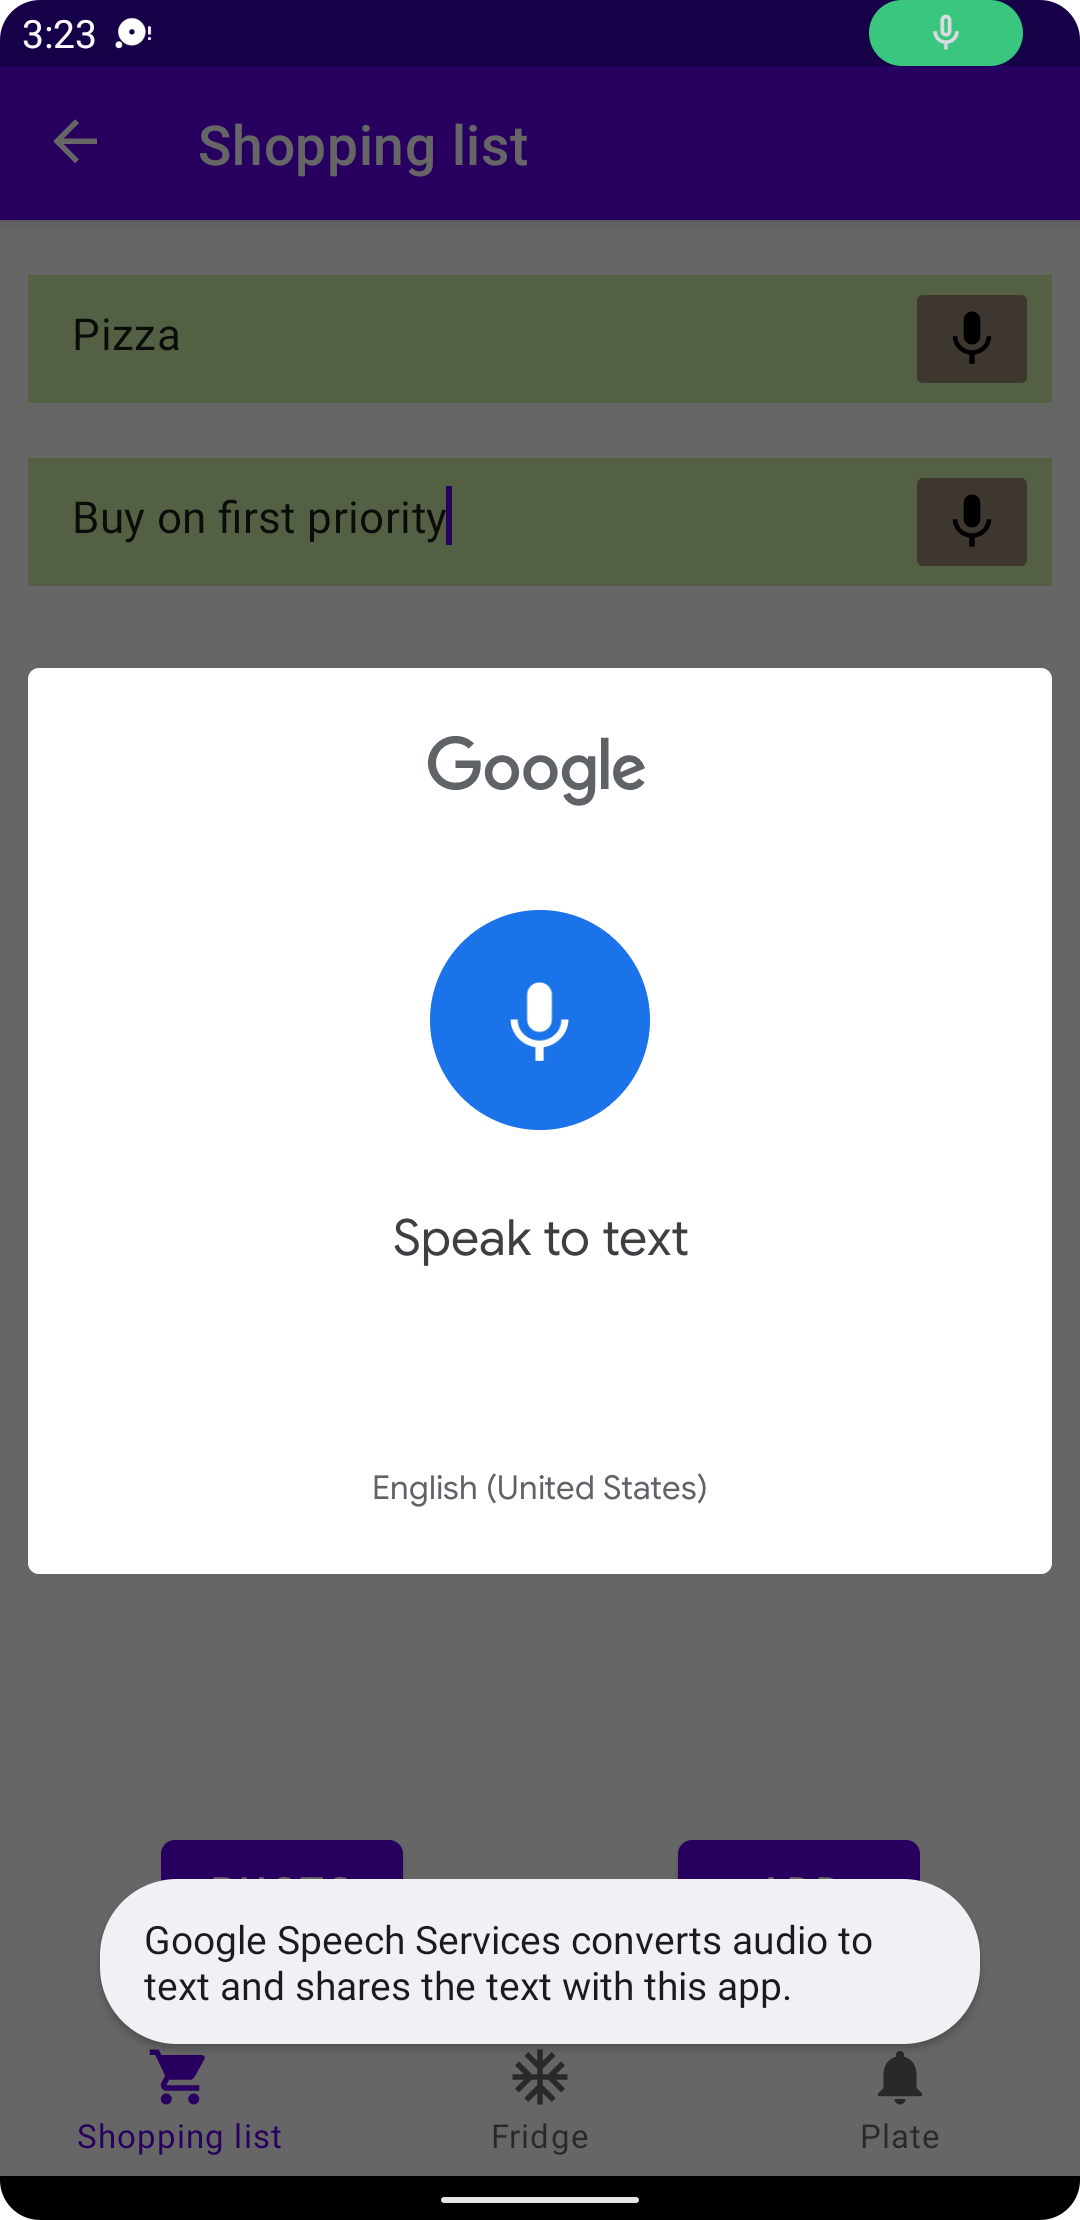 3:23
Shopping list
Pizza
Buy on first priority
Google
Speak to text
English (United States)
Google Speech Services converts audio to
text and shares the text with this app.
Shopping list
Fridge
Plate